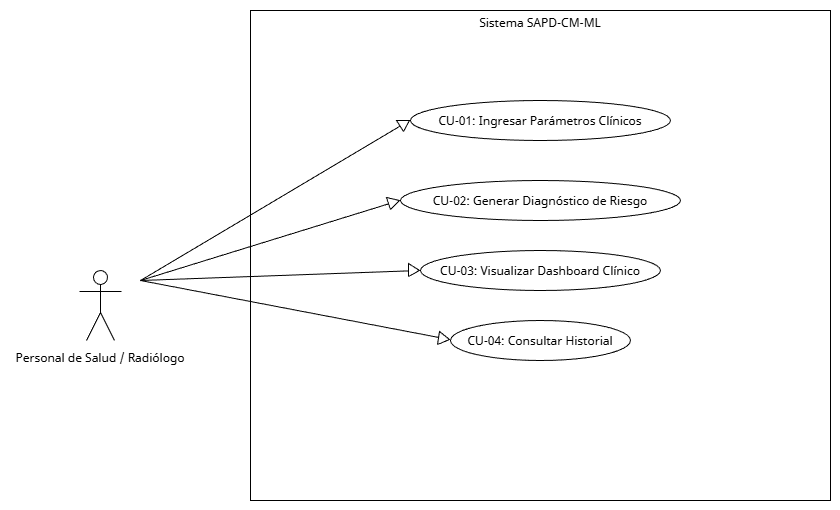 Sistema SAPD-CM-ML
CU-01: Ingresar Parámetros Clínicos
CU-02: Generar Diagnóstico de Riesgo
CU-03: Visualizar Dashboard Clínico
CU-04: Consultar Historial
Personal de Salud / Radiólogo